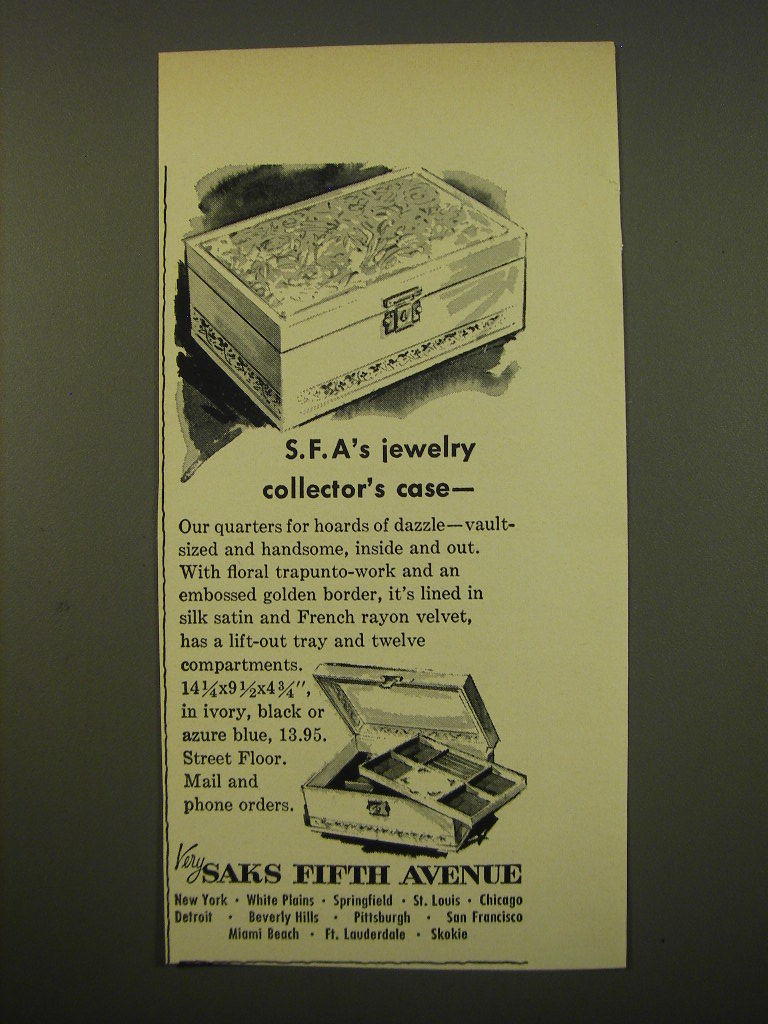 S.F.A's jewelry
collector's case—
Our quarters for hoards of dazzle—vault-
sized and handsome, inside and out.
With floral trapunto-work and an
embossed golden border, it's lined in
silk satin and French rayon velvet,
has a lift-out tray and twelve
compartments.
14¼x9½x4¾",
in ivory, black or
azure blue, 13.95.
Street Floor.
Mail and
phone orders.
Very SAKS FIFTH AVENUE
New York · White Plains · Springfield · St. Louis · Chicago
Detroit · Beverly Hills · Pittsburgh · San Francisco
Miami Beach · Ft. Lauderdale · Skokie